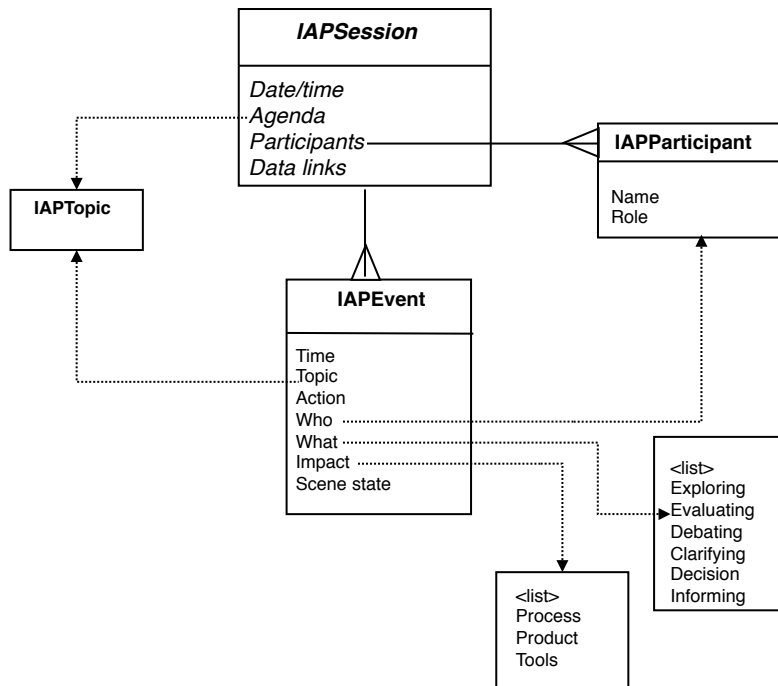 IAPSession
Date/time
Agenda
Participants
Data links
IAPParticipant
Name
Role
IAPTopic
IAPEvent
Time
Topic
Action
Who
What
Impact
Scene state
<list>
Exploring
Evaluating
Debating
Clarifying
Decision
Informing
<list>
Process
Product
Tools